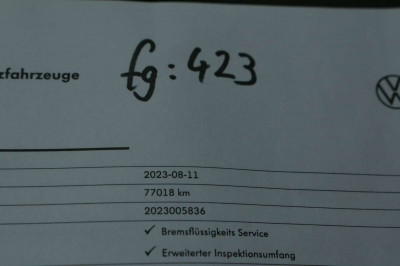 zfahrzeuge fg: 423
2023-08-11
77018 km
2023005836
✓ Bremsflüssigkeits Service
✓ Erweiterter Inspektionsumfang